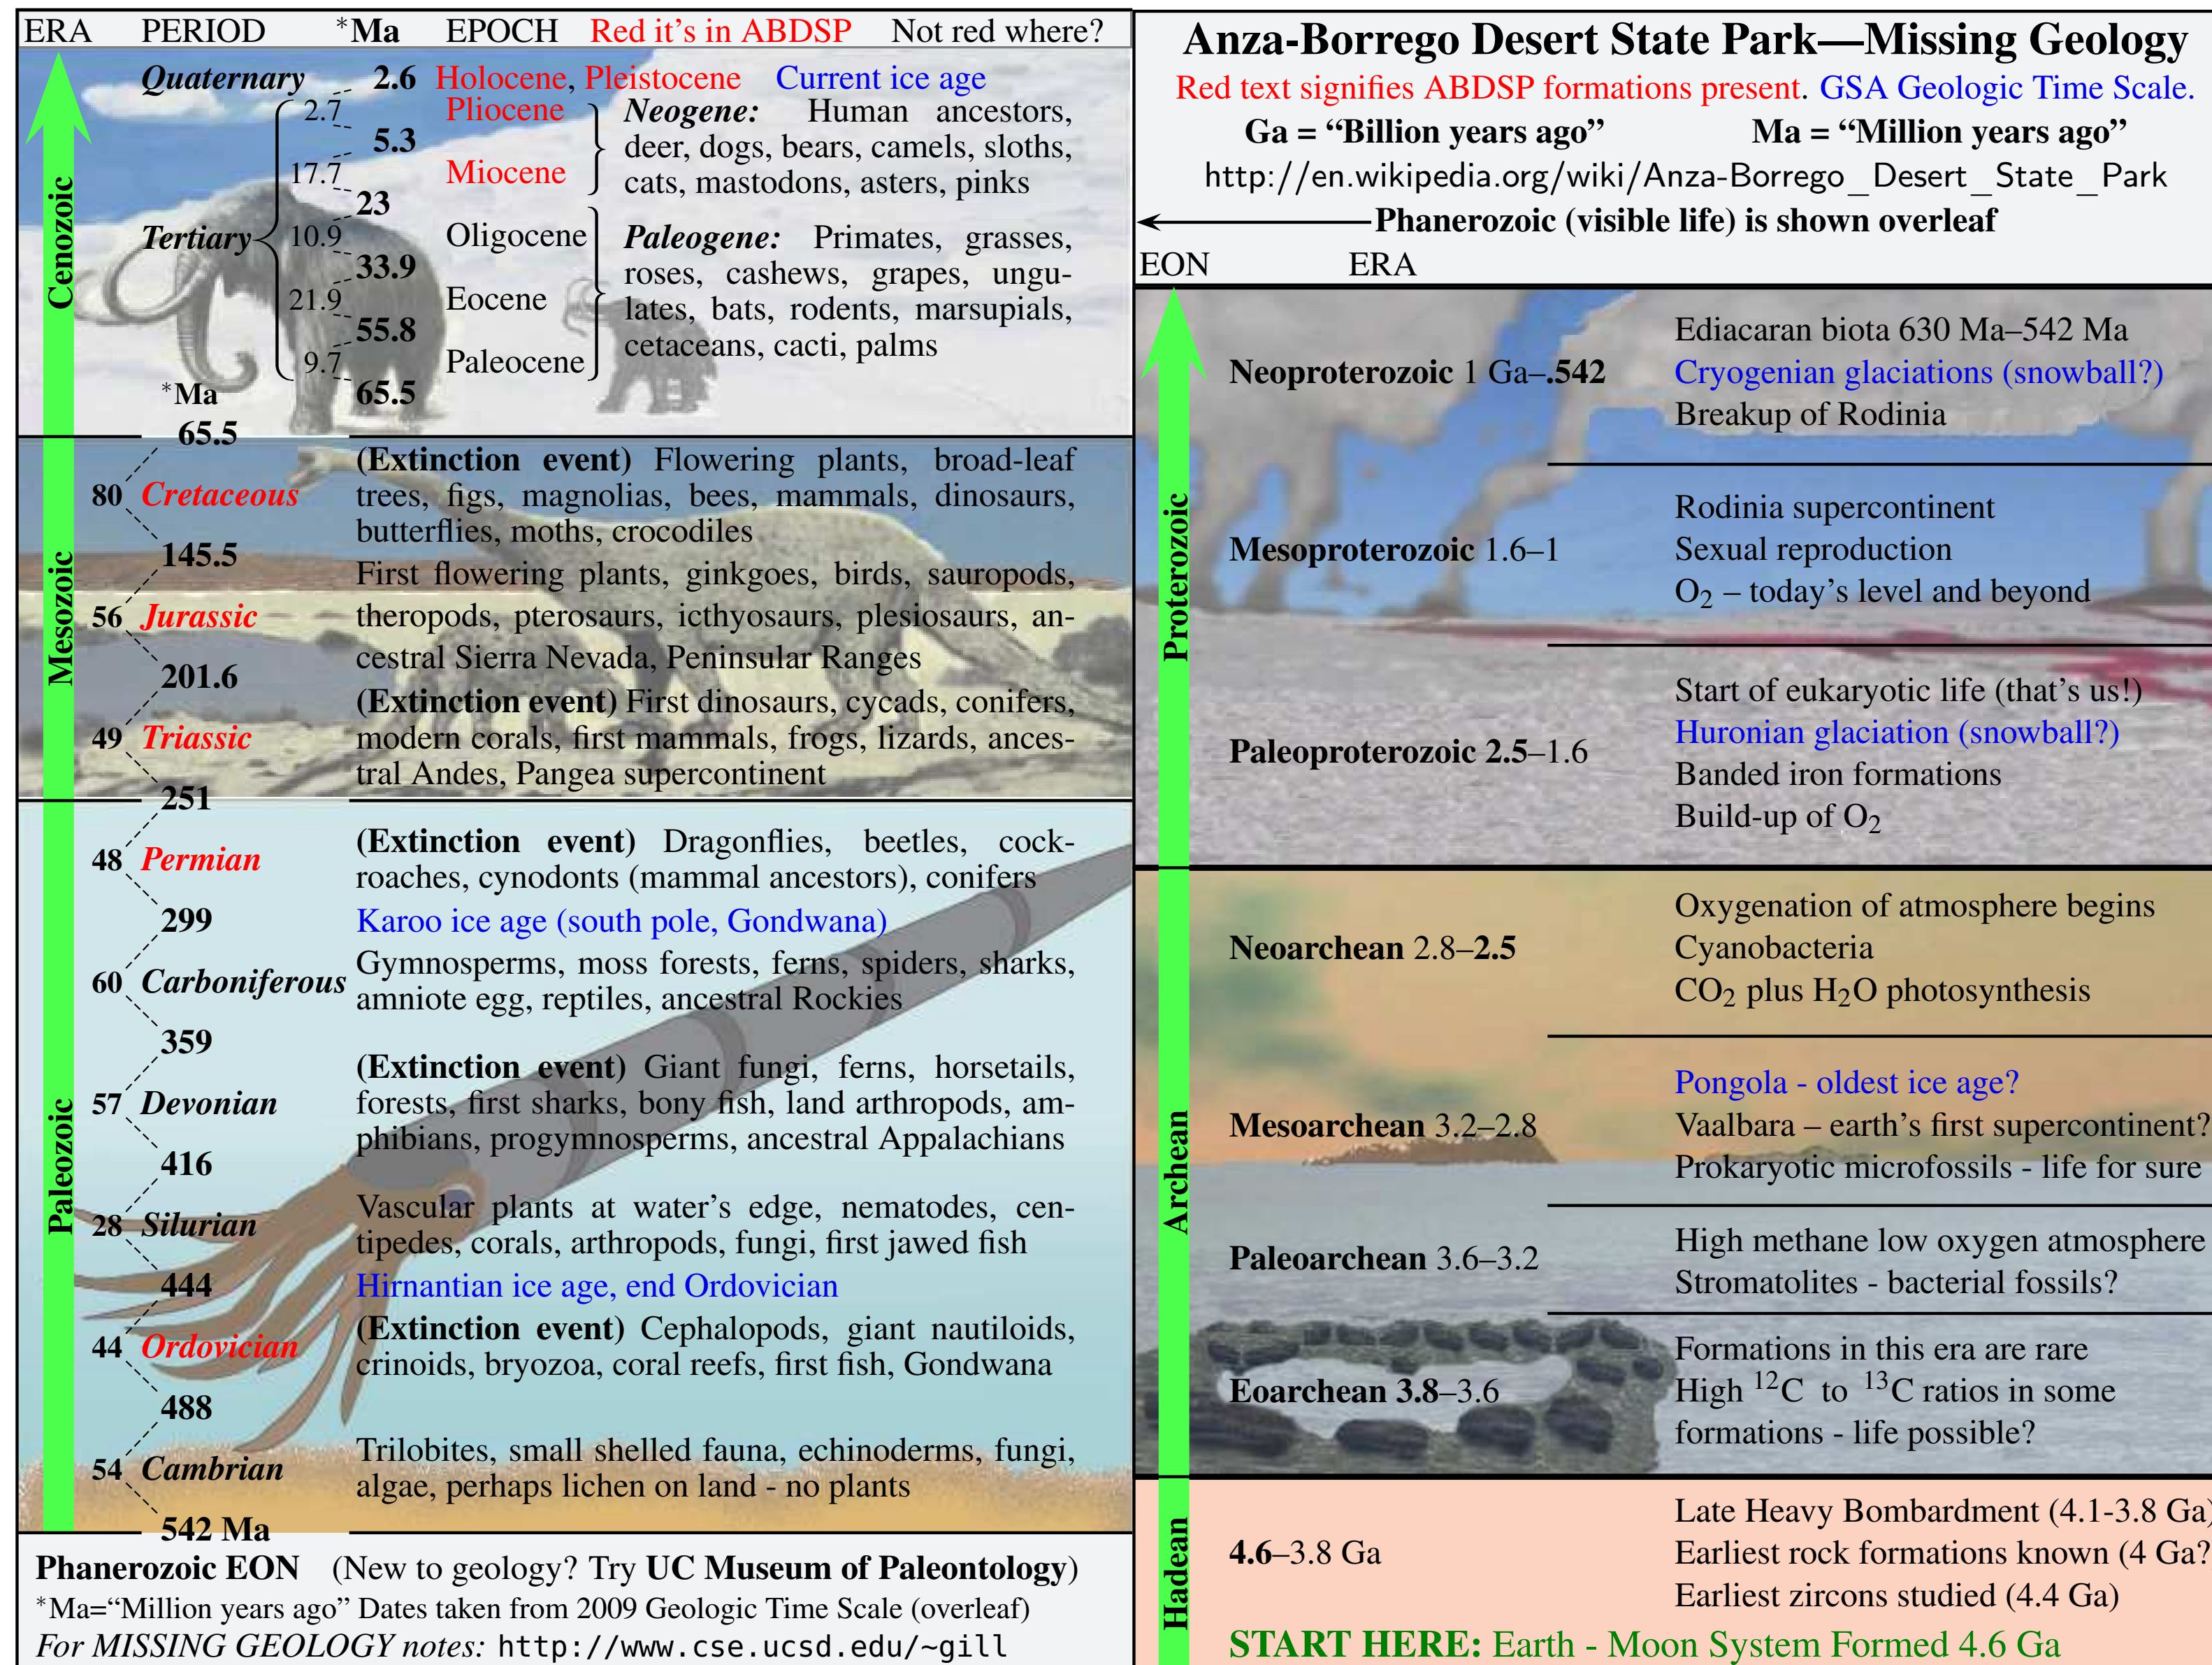 ERA PERIOD *Ma EPOCH Red it's in ABDSP Not red where?
Quaternary 2.6 Holocene, Pleistocene Current ice age
2.7 Pliocene
5.3
17.7 Miocene
23
Neogene: Human ancestors,
deer, dogs, bears, camels, sloths,
cats, mastodons, asters, pinks
Tertiary 10.9 Oligocene
33.9
21.9 Eocene
55.8
9.7 Paleocene
65.5
Paleogene: Primates, grasses,
roses, cashews, grapes, ungu-
lates, bats, rodents, marsupials,
cetaceans, cacti, palms
Cenozoic
*Ma
65.5
80 Cretaceous
(Extinction event) Flowering plants, broad-leaf
trees, figs, magnolias, bees, mammals, dinosaurs,
butterflies, moths, crocodiles
145.5
56 Jurassic
First flowering plants, ginkgoes, birds, sauropods,
theropods, pterosaurs, icthyosaurs, plesiosaurs, an-
cestral Sierra Nevada, Peninsular Ranges
201.6
49 Triassic
(Extinction event) First dinosaurs, cycads, conifers,
modern corals, first mammals, frogs, lizards, ances-
tral Andes, Pangea supercontinent
Mesozoic
251
48 Permian
(Extinction event) Dragonflies, beetles, cock-
roaches, cynodonts (mammal ancestors), conifers
299
Karoo ice age (south pole, Gondwana)
60 Carboniferous
Gymnosperms, moss forests, ferns, spiders, sharks,
amniote egg, reptiles, ancestral Rockies
359
57 Devonian
(Extinction event) Giant fungi, ferns, horsetails,
forests, first sharks, bony fish, land arthropods, am-
phibians, progymnosperms, ancestral Appalachians
416
28 Silurian
Vascular plants at water's edge, nematodes, cen-
tipedes, corals, arthropods, fungi, first jawed fish
444
Hirnantian ice age, end Ordovician
44 Ordovician
(Extinction event) Cephalopods, giant nautiloids,
crinoids, bryozoa, coral reefs, first fish, Gondwana
488
54 Cambrian
Trilobites, small shelled fauna, echinoderms, fungi,
algae, perhaps lichen on land - no plants
542 Ma
Paleozoic
Phanerozoic EON (New to geology? Try UC Museum of Paleontology)
*Ma="Million years ago" Dates taken from 2009 Geologic Time Scale (overleaf)
For MISSING GEOLOGY notes: http://www.cse.ucsd.edu/~gill
Anza-Borrego Desert State Park—Missing Geology
Red text signifies ABDSP formations present. GSA Geologic Time Scale.
Ga = "Billion years ago" Ma = "Million years ago"
http://en.wikipedia.org/wiki/Anza-Borrego_Desert_State_Park
Phanerozoic (visible life) is shown overleaf
EON ERA
Proterozoic
Neoproterozoic 1 Ga–.542
Ediacaran biota 630 Ma–542 Ma
Cryogenian glaciations (snowball?)
Breakup of Rodinia
Mesoproterozoic 1.6–1
Rodinia supercontinent
Sexual reproduction
O₂ – today's level and beyond
Paleoproterozoic 2.5–1.6
Start of eukaryotic life (that's us!)
Huronian glaciation (snowball?)
Banded iron formations
Build-up of O₂
Archean
Neoarchean 2.8–2.5
Oxygenation of atmosphere begins
Cyanobacteria
CO₂ plus H₂O photosynthesis
Mesoarchean 3.2–2.8
Pongola - oldest ice age?
Vaalbara – earth's first supercontinent?
Prokaryotic microfossils - life for sure
Paleoarchean 3.6–3.2
High methane low oxygen atmosphere
Stromatolites - bacterial fossils?
Eoarchean 3.8–3.6
Formations in this era are rare
High ¹²C to ¹³C ratios in some
formations - life possible?
Hadean
4.6–3.8 Ga
Late Heavy Bombardment (4.1-3.8 Ga)
Earliest rock formations known (4 Ga?
Earliest zircons studied (4.4 Ga)
START HERE: Earth - Moon System Formed 4.6 Ga